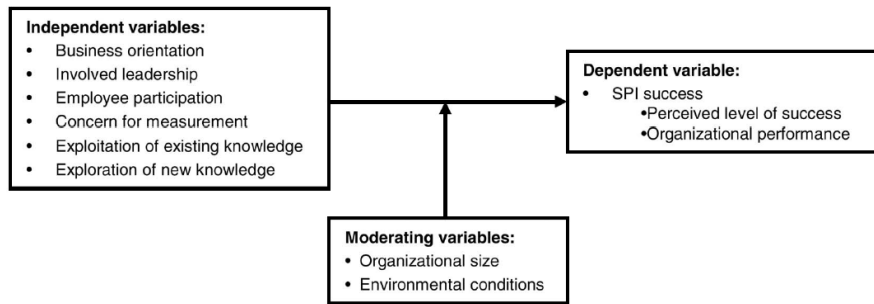 Independent variables:
• Business orientation
• Involved leadership
• Employee participation
• Concern for measurement
• Exploitation of existing knowledge
• Exploration of new knowledge
Dependent variable:
• SPI success
•Perceived level of success
•Organizational performance
Moderating variables:
• Organizational size
• Environmental conditions